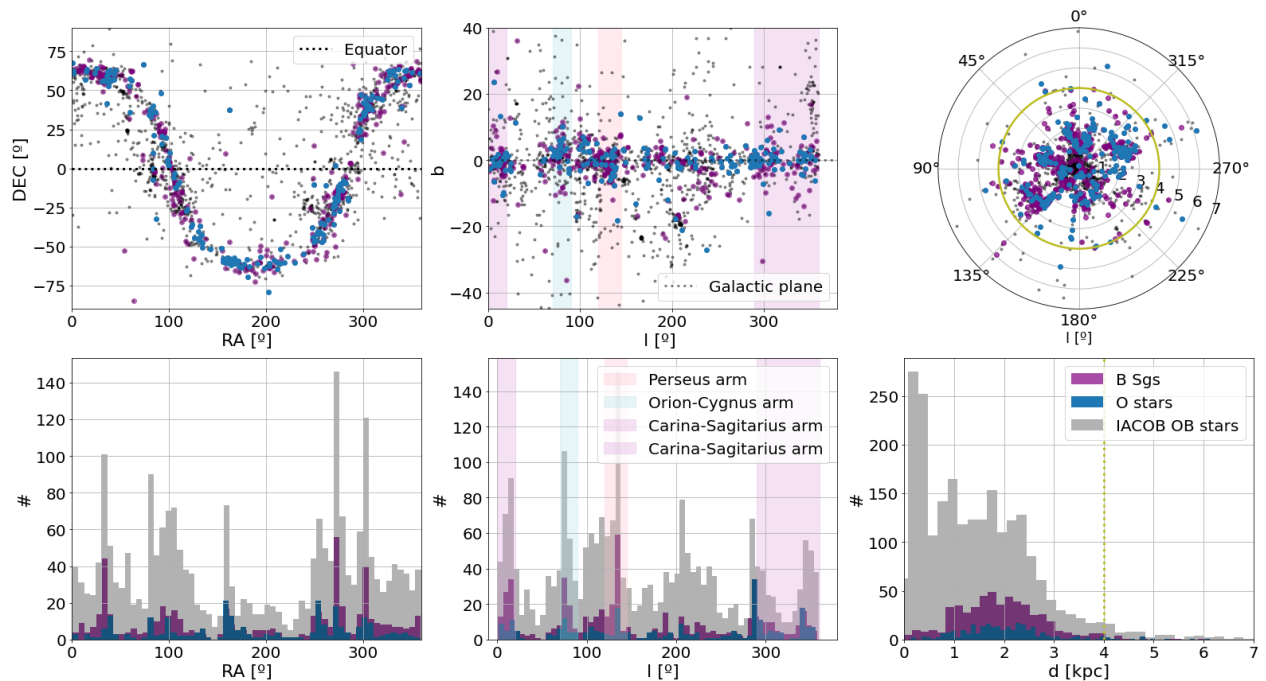 75
50
25
0
−25
−50
−75
DEC [º]
Equator
0 100 200 300
RA [º]
40
20
0
−20
−40
b
Galactic plane
0 100 200 300
l [º]
0°
45° 315°
90° 270°
135° 225°
180°
1 2 3 4 5 6 7
l [º]
140
120
100
80
60
40
20
0
#
0 100 200 300
RA [º]
140
120
100
80
60
40
20
0
#
Perseus arm
Orion-Cygnus arm
Carina-Sagitarius arm
Carina-Sagitarius arm
0 100 200 300
l [º]
250
200
150
100
50
0
#
B Sgs
O stars
IACOB OB stars
0 1 2 3 4 5 6 7
d [kpc]